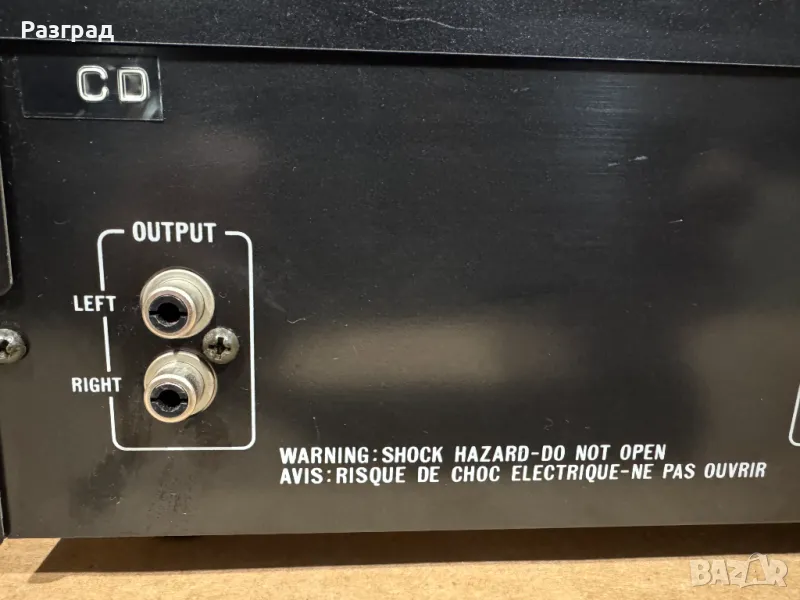 Разград
CD
OUTPUT
LEFT
RIGHT
WARNING:SHOCK HAZARD-DO NOT OPEN
AVIS:RISQUE DE CHOC ELECTRIQUE-NE PAS OUVRIR
BAZAR